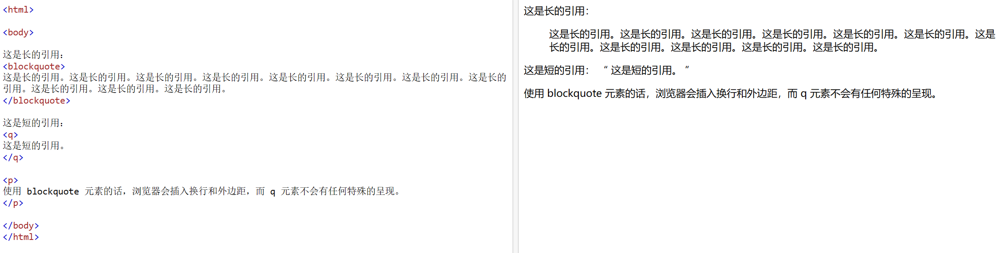 <html>
<body>
这是长的引用：
<blockquote>
这是长的引用。这是长的引用。这是长的引用。这是长的引用。这是长的引用。这是长的引用。这是长的引用。这是长的
引用。这是长的引用。这是长的引用。这是长的引用。
</blockquote>
这是短的引用：
<q>
这是短的引用。
</q>
<p>
使用 blockquote 元素的话，浏览器会插入换行和外边距，而 q 元素不会有任何特殊的呈现。
</p>
</body>
</html>
这是长的引用：
这是长的引用。这是长的引用。这是长的引用。这是长的引用。这是长的引用。这是长的引用。这是
长的引用。这是长的引用。这是长的引用。这是长的引用。这是长的引用。
这是短的引用： “ 这是短的引用。 ”
使用 blockquote 元素的话，浏览器会插入换行和外边距，而 q 元素不会有任何特殊的呈现。